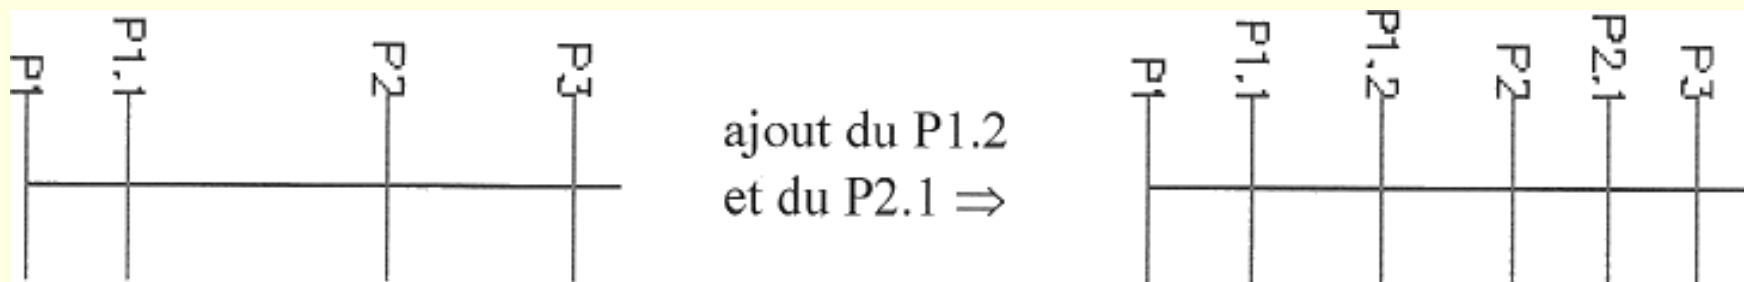 P1
P1.1
P2
P3
ajout du P1.2
et du P2.1 ⇒
P1
P1.1
P1.2
P2
P2.1
P3